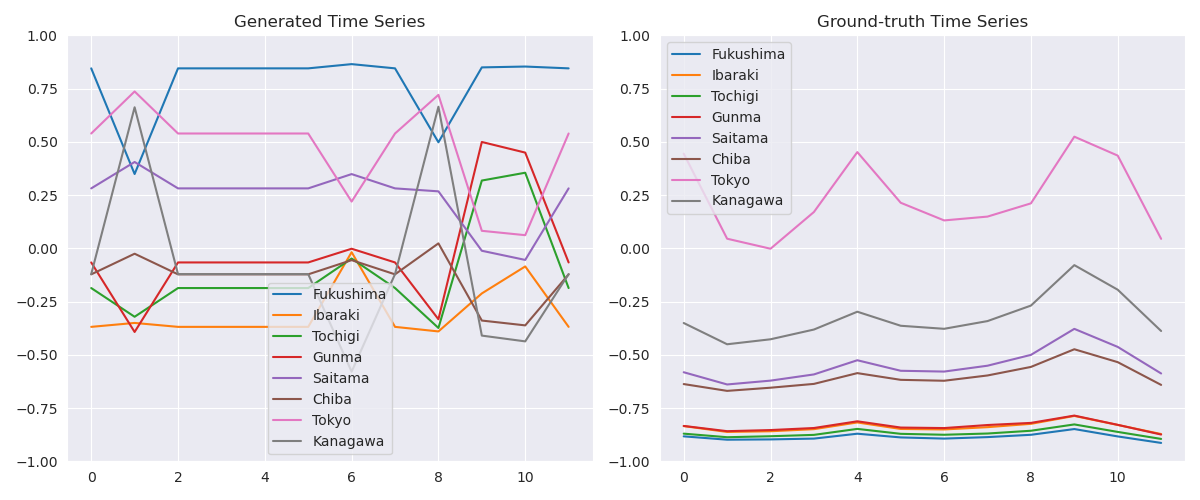 Generated Time Series
1.00
0.75
0.50
0.25
0.00
−0.25
−0.50
−0.75
−1.00
0
2
4
6
8
10
Fukushima
Ibaraki
Tochigi
Gunma
Saitama
Chiba
Tokyo
Kanagawa
Ground-truth Time Series
1.00
0.75
0.50
0.25
0.00
−0.25
−0.50
−0.75
−1.00
0
2
4
6
8
10
Fukushima
Ibaraki
Tochigi
Gunma
Saitama
Chiba
Tokyo
Kanagawa